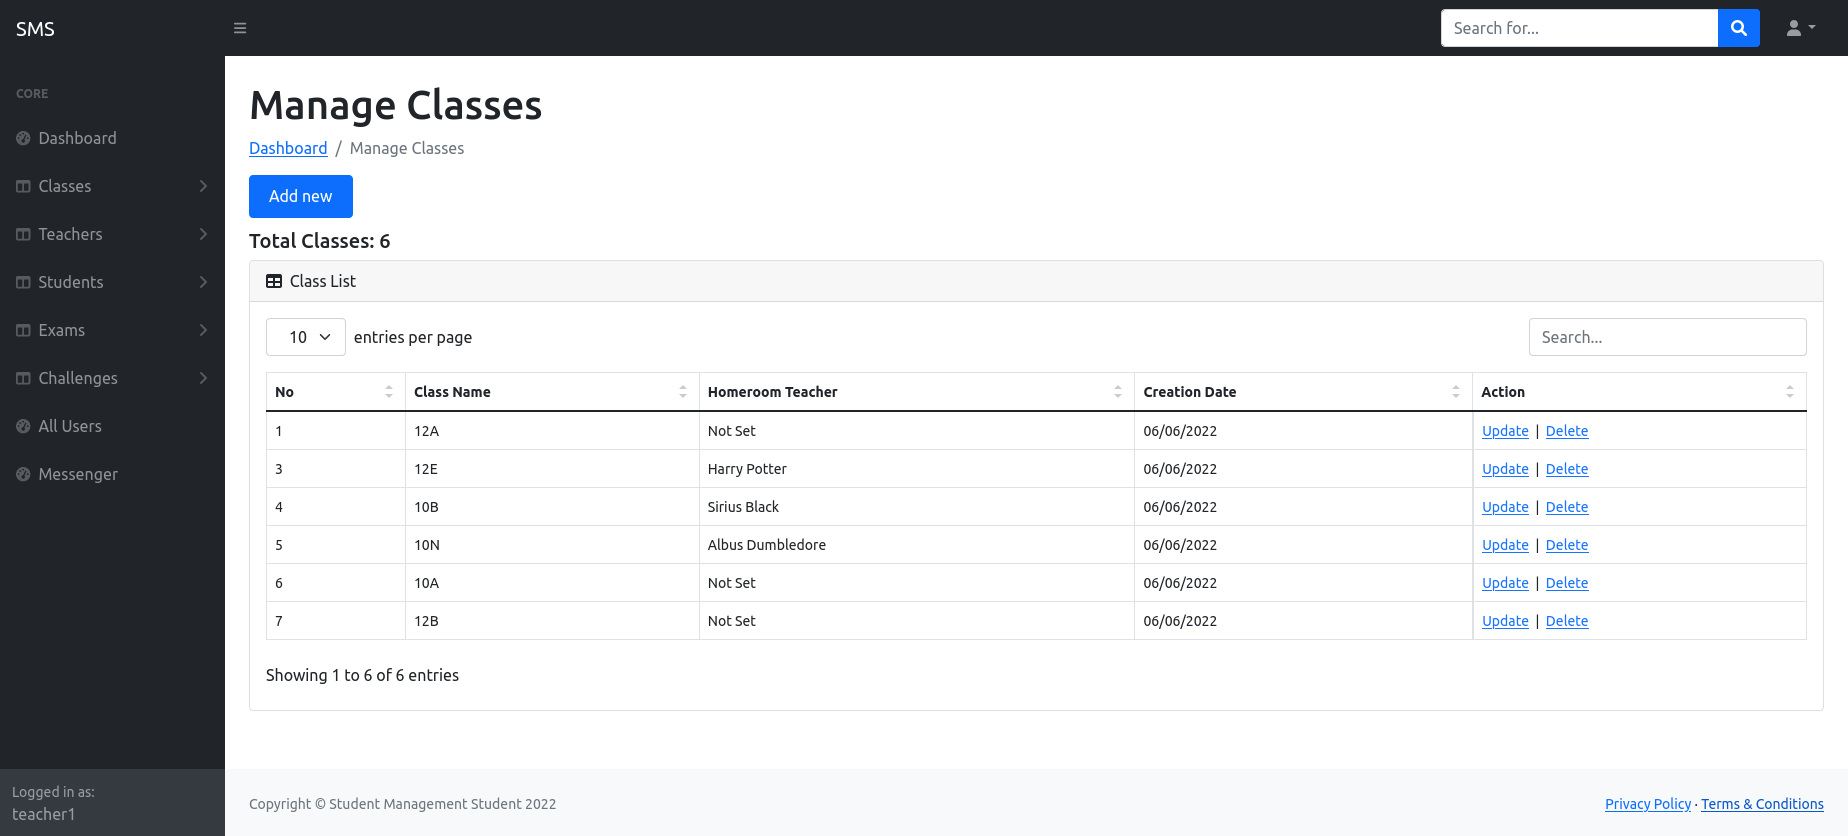 SMS
Search for...
CORE
Dashboard
Classes
Teachers
Students
Exams
Challenges
All Users
Messenger
Logged in as:
teacher1
Manage Classes
Dashboard / Manage Classes
Add new
Total Classes: 6
Class List
10 entries per page
Search...
No Class Name Homeroom Teacher Creation Date Action
1 12A Not Set 06/06/2022 Update | Delete
3 12E Harry Potter 06/06/2022 Update | Delete
4 10B Sirius Black 06/06/2022 Update | Delete
5 10N Albus Dumbledore 06/06/2022 Update | Delete
6 10A Not Set 06/06/2022 Update | Delete
7 12B Not Set 06/06/2022 Update | Delete
Showing 1 to 6 of 6 entries
Copyright © Student Management Student 2022
Privacy Policy · Terms & Conditions